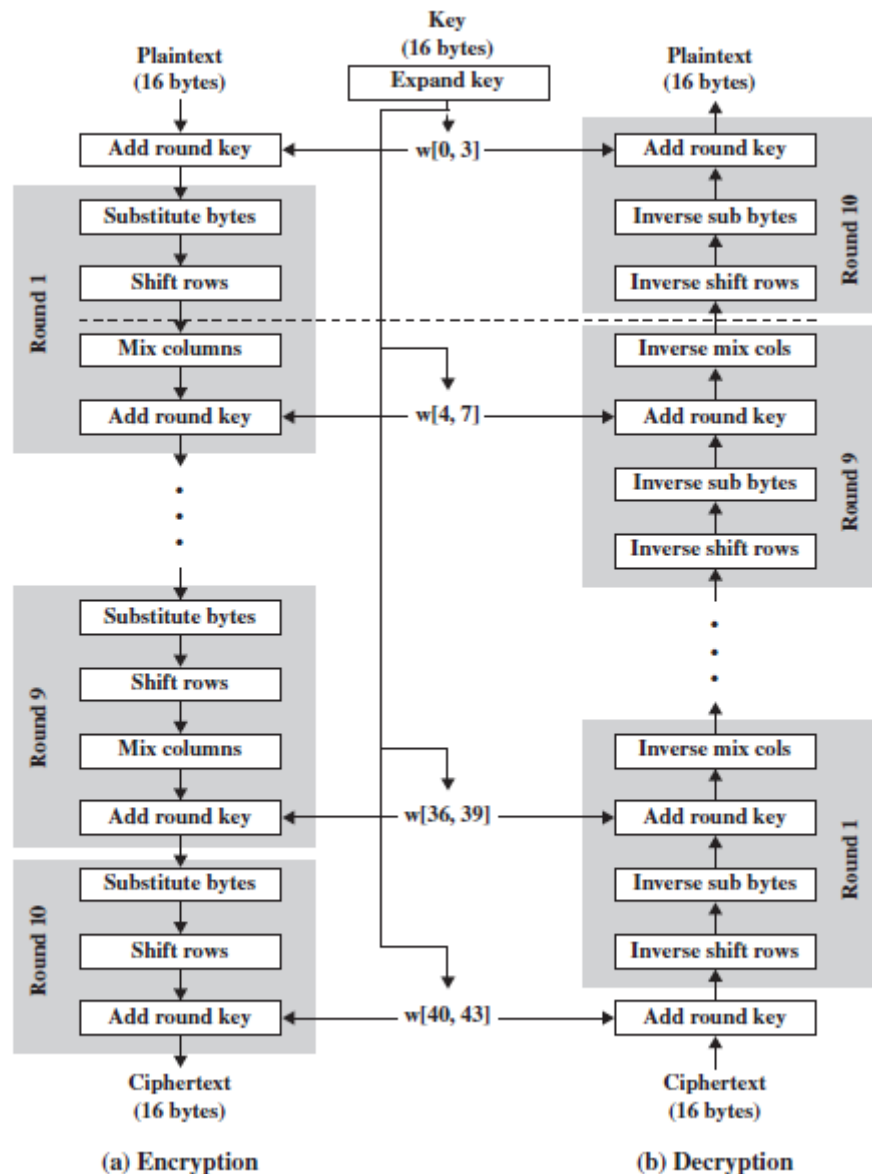 Key
(16 bytes)
Expand key
Plaintext
(16 bytes)
Add round key
Round 1
Substitute bytes
Shift rows
Mix columns
Add round key
Round 9
Substitute bytes
Shift rows
Mix columns
Add round key
Round 10
Substitute bytes
Shift rows
Add round key
Ciphertext
(16 bytes)
(a) Encryption
w[0, 3]
w[4, 7]
w[36, 39]
w[40, 43]
Plaintext
(16 bytes)
Add round key
Inverse sub bytes
Inverse shift rows
Round 10
Inverse mix cols
Add round key
Inverse sub bytes
Inverse shift rows
Round 9
Inverse mix cols
Add round key
Inverse sub bytes
Inverse shift rows
Round 1
Add round key
Ciphertext
(16 bytes)
(b) Decryption